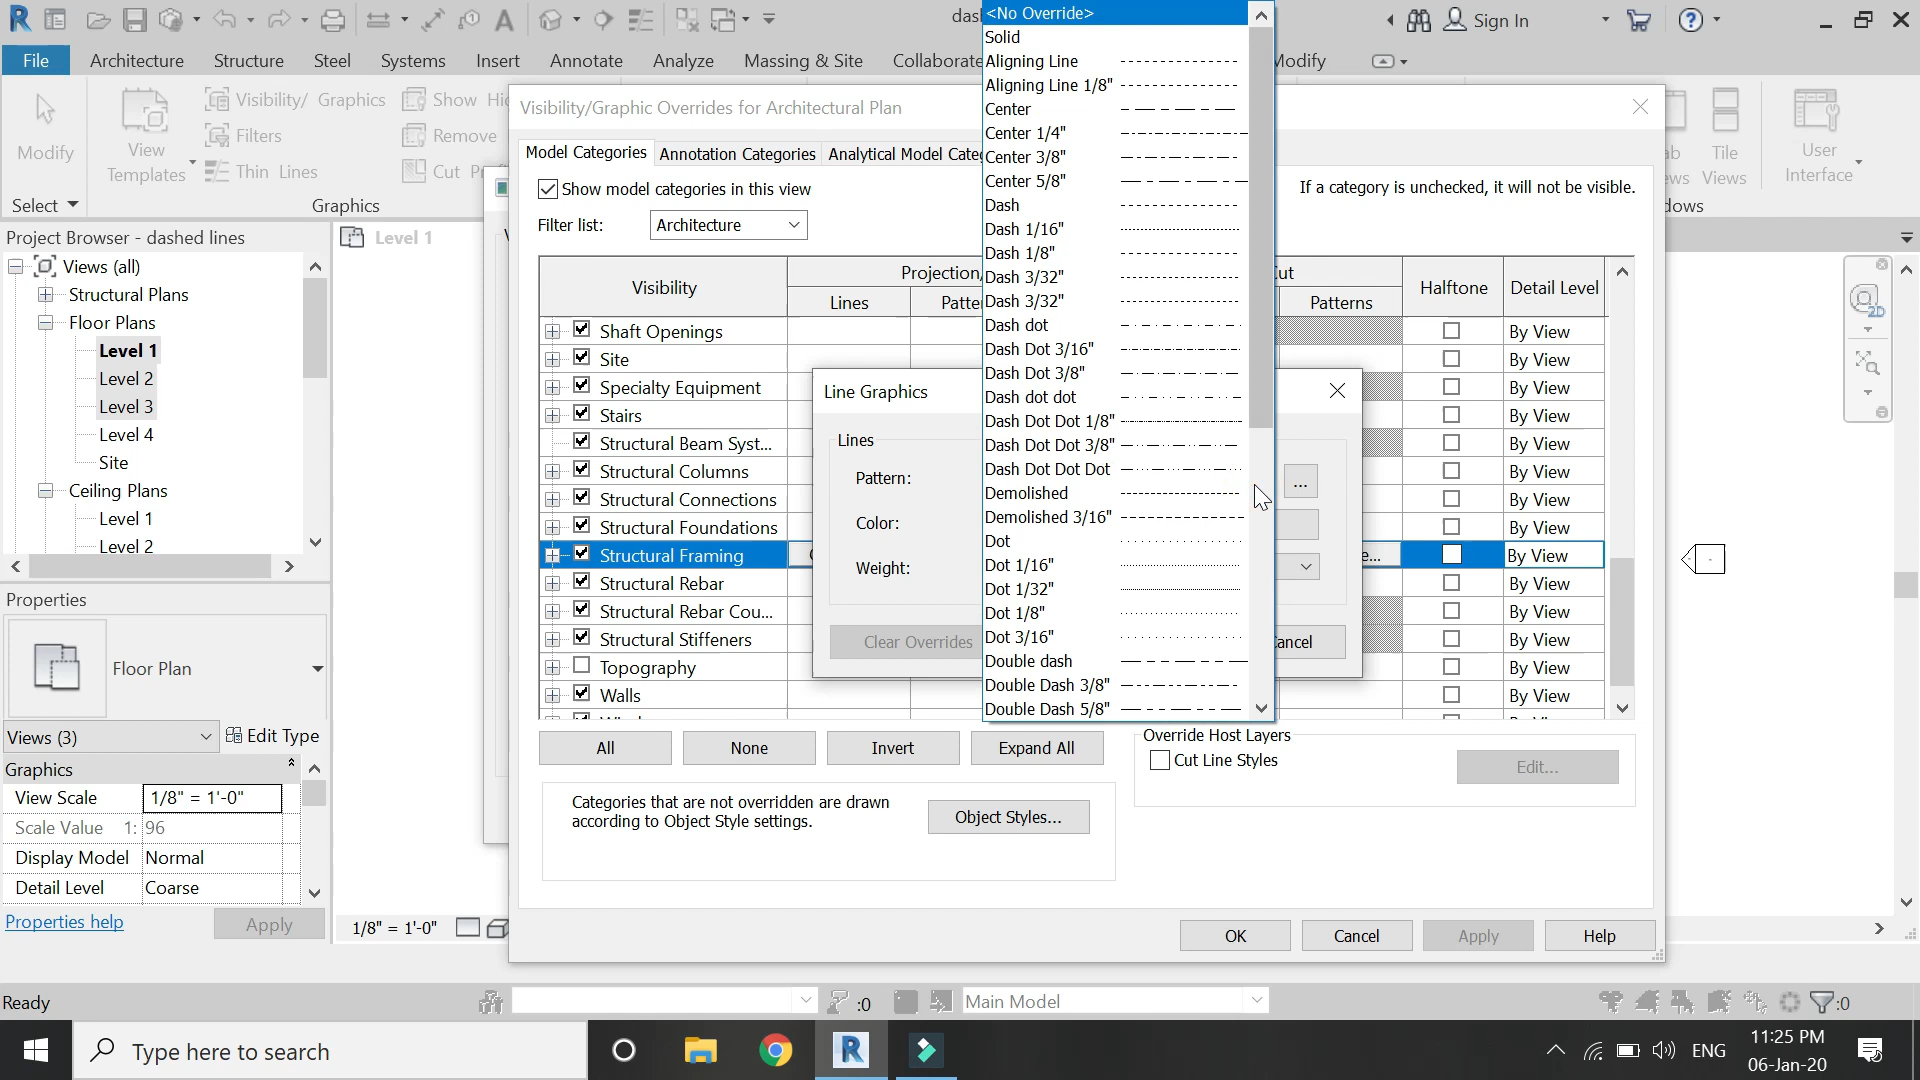 das
Sign In
File
Architecture
Structure
Steel
Systems
Insert
Annotate
Analyze
Massing & Site
Collaborate
Modify
Modify
View
Templates
Visibility/ Graphics
Filters
Thin Lines
Show
Remove
Cut
Tile
Views
User
Interface
Select
Graphics
dows
Project Browser - dashed lines
Views (all)
Structural Plans
Floor Plans
Level 1
Level 2
Level 3
Level 4
Site
Ceiling Plans
Level 1
Level 2
Level 1
Properties
Floor Plan
Views (3)
Edit Type
Graphics
View Scale
1/8" = 1'-0"
Scale Value 1:
96
Display Model
Normal
Detail Level
Coarse
Properties help
Apply
1/8" = 1'-0"
Visibility/Graphic Overrides for Architectural Plan
Model Categories
Annotation Categories
Analytical Model Cate
Show model categories in this view
If a category is unchecked, it will not be visible.
Filter list:
Architecture
Visibility
Projection/
Lines
Patte
Cut
Patterns
Halftone
Detail Level
Shaft Openings
By View
Site
By View
Specialty Equipment
By View
Stairs
By View
Structural Beam Syst...
By View
Structural Columns
By View
Structural Connections
By View
Structural Foundations
By View
Structural Framing
e...
By View
Structural Rebar
By View
Structural Rebar Cou...
By View
Structural Stiffeners
By View
Topography
By View
Walls
By View
All
None
Invert
Expand All
Override Host Layers
Cut Line Styles
Edit...
Categories that are not overridden are drawn
according to Object Style settings.
Object Styles...
OK
Cancel
Apply
Help
Line Graphics
Lines
Pattern:
...
Color:
Weight:
Clear Overrides
ancel
<No Override>
Solid
Aligning Line
Aligning Line 1/8"
Center
Center 1/4"
Center 3/8"
Center 5/8"
Dash
Dash 1/16"
Dash 1/8"
Dash 3/32"
Dash 3/32"
Dash dot
Dash Dot 3/16"
Dash Dot 3/8"
Dash dot dot
Dash Dot Dot 1/8"
Dash Dot Dot 3/8"
Dash Dot Dot Dot
Demolished
Demolished 3/16"
Dot
Dot 1/16"
Dot 1/32"
Dot 1/8"
Dot 3/16"
Double dash
Double Dash 3/8"
Double Dash 5/8"
Ready
:0
Main Model
:0
Type here to search
ENG
11:25 PM
06-Jan-20